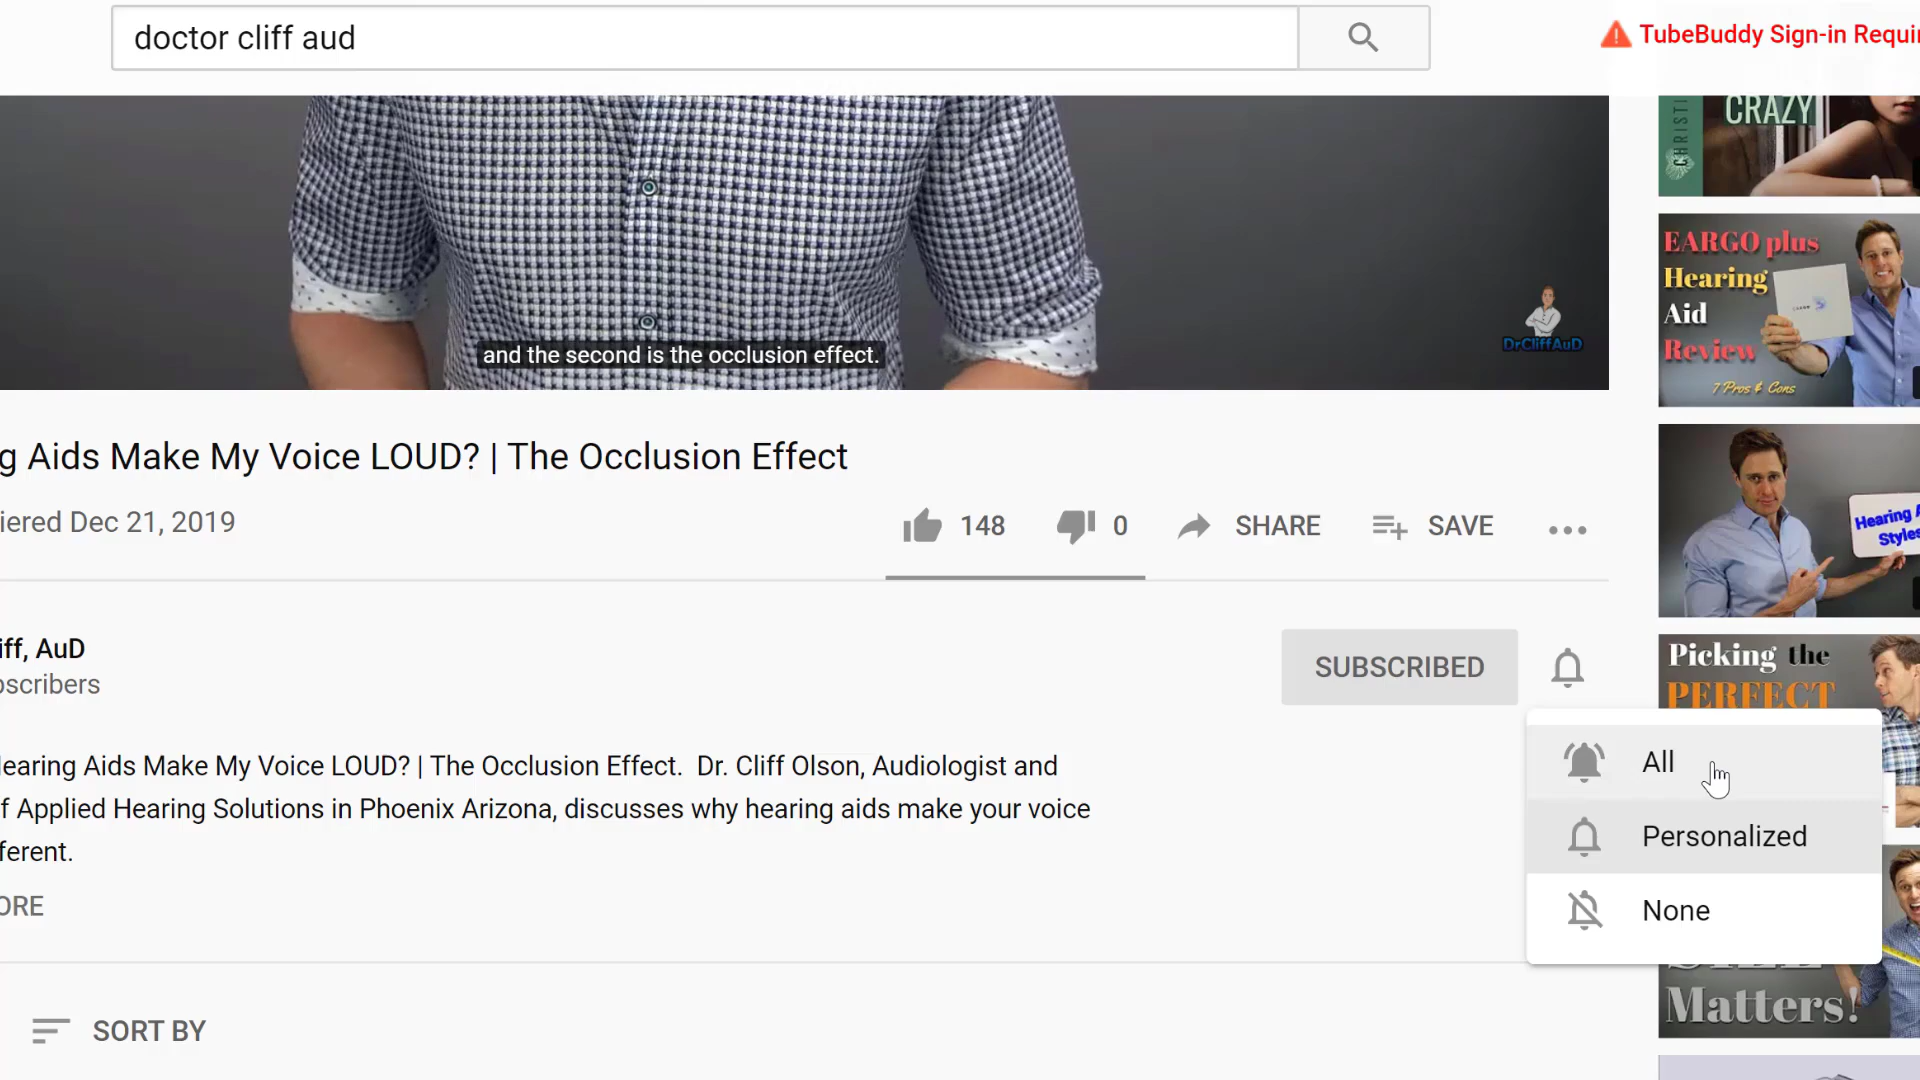 doctor cliff aud
TubeBuddy Sign-in Requi
CHRISTI
CRAZY
EARGO plus
Hearing
Aid
Review
7 Pros & Cons
and the second is the occlusion effect.
DrCliffAuD
g Aids Make My Voice LOUD? | The Occlusion Effect
iered Dec 21, 2019
148
0
SHARE
SAVE
Hearing A
Styles
iff, AuD
bscribers
SUBSCRIBED
Picking the
PERFECT
All
Personalized
None
earing Aids Make My Voice LOUD? | The Occlusion Effect. Dr. Cliff Olson, Audiologist and
f Applied Hearing Solutions in Phoenix Arizona, discusses why hearing aids make your voice
ferent.
ORE
Matters!
SORT BY